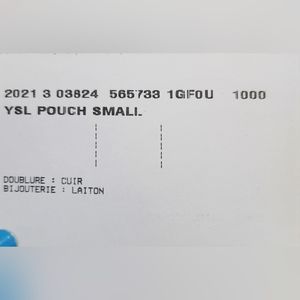 2021 3 03824 565733 1GF0U 1000
YSL POUCH SMALL
DOUBLURE : CUIR
BIJOUTERIE : LAITON